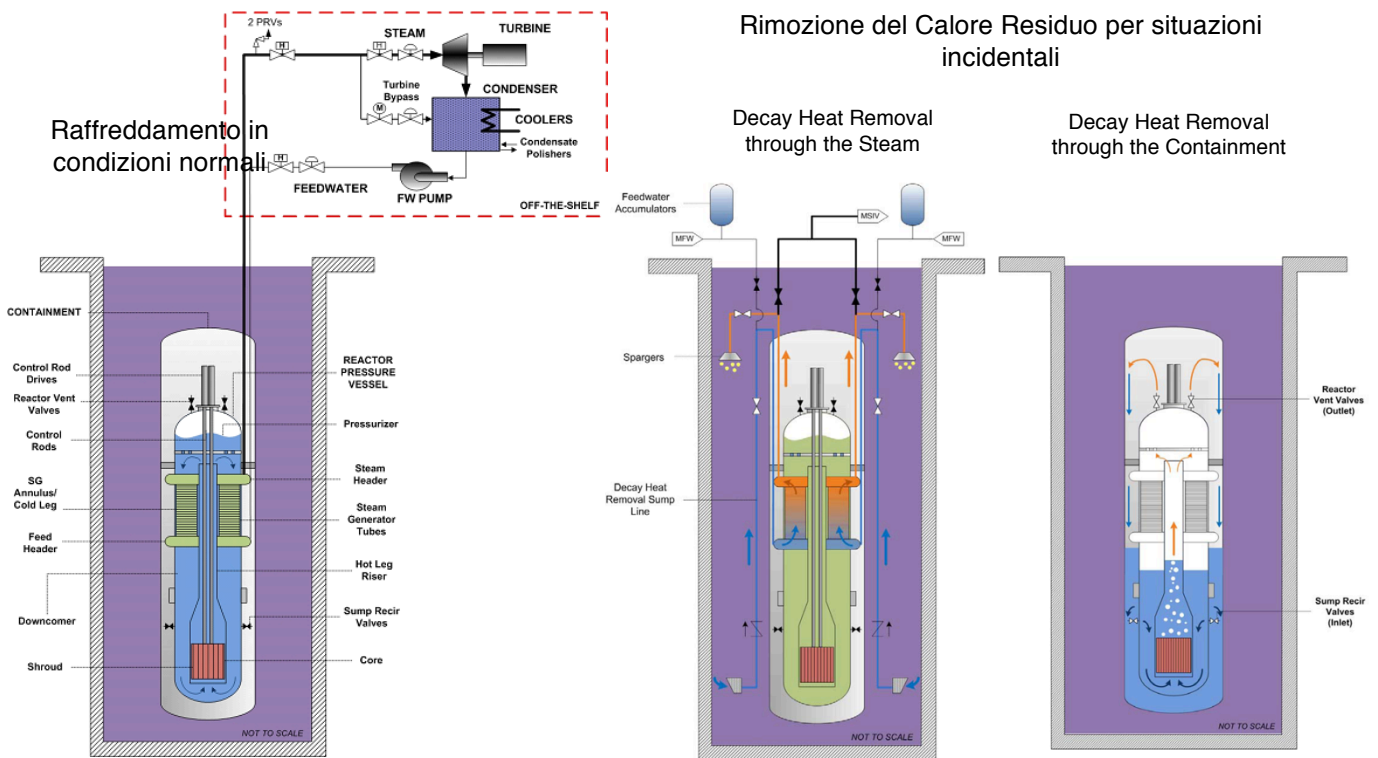 Rimozione del Calore Residuo per situazioni
incidentali
Raffreddamento in
condizioni normali
2 PRVs
H
STEAM
H
TURBINE
Turbine
Bypass
M
CONDENSER
COOLERS
Condensate
Polishers
H
FEEDWATER
FW PUMP
OFF-THE-SHELF
CONTAINMENT
Control Rod
Drives
Reactor Vent
Valves
Control
Rods
SG
Annulus/
Cold Leg
Feed
Header
Downcomer
Shroud
REACTOR
PRESSURE
VESSEL
Pressurizer
Steam
Header
Steam
Generator
Tubes
Hot Leg
Riser
Sump Recir
Valves
Core
NOT TO SCALE
Decay Heat Removal
through the Steam
Feedwater
Accumulators
MFW
MSIV
MFW
Spargers
Decay Heat
Removal Sump
Line
NOT TO SCALE
Decay Heat Removal
through the Containment
Reactor
Vent Valves
(Outlet)
Sump Recir
Valves
(Inlet)
NOT TO SCALE